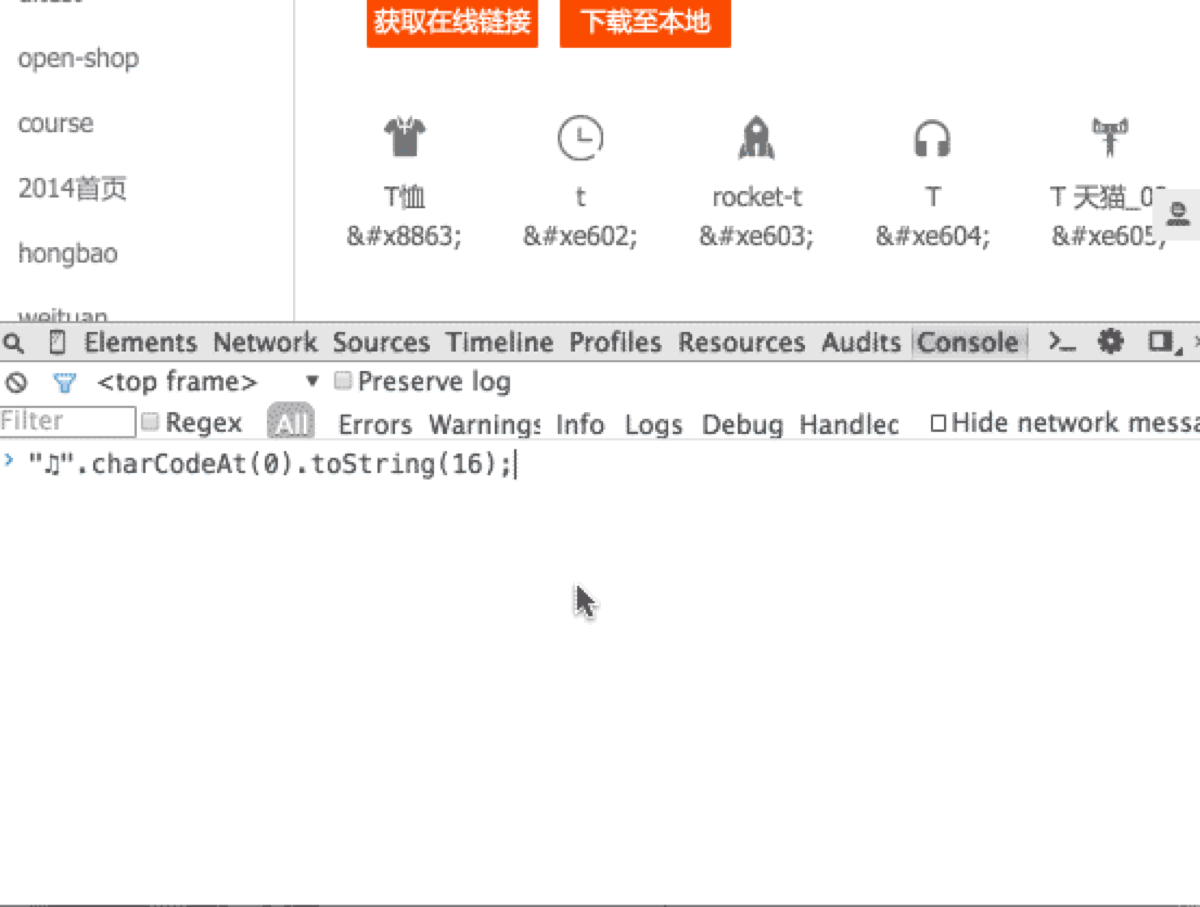 获取在线链接 下载至本地
open-shop
course
2014首页
hongbao
weituan
T恤 t rocket-t T T 天猫_0
&#x8863; &#xe602; &#xe603; &#xe604; &#xe605;
Elements Network Sources Timeline Profiles Resources Audits Console
<top frame> ▼ Preserve log
Filter Regex All Errors Warnings Info Logs Debug Handled Hide network messa
> "♫".charCodeAt(0).toString(16);